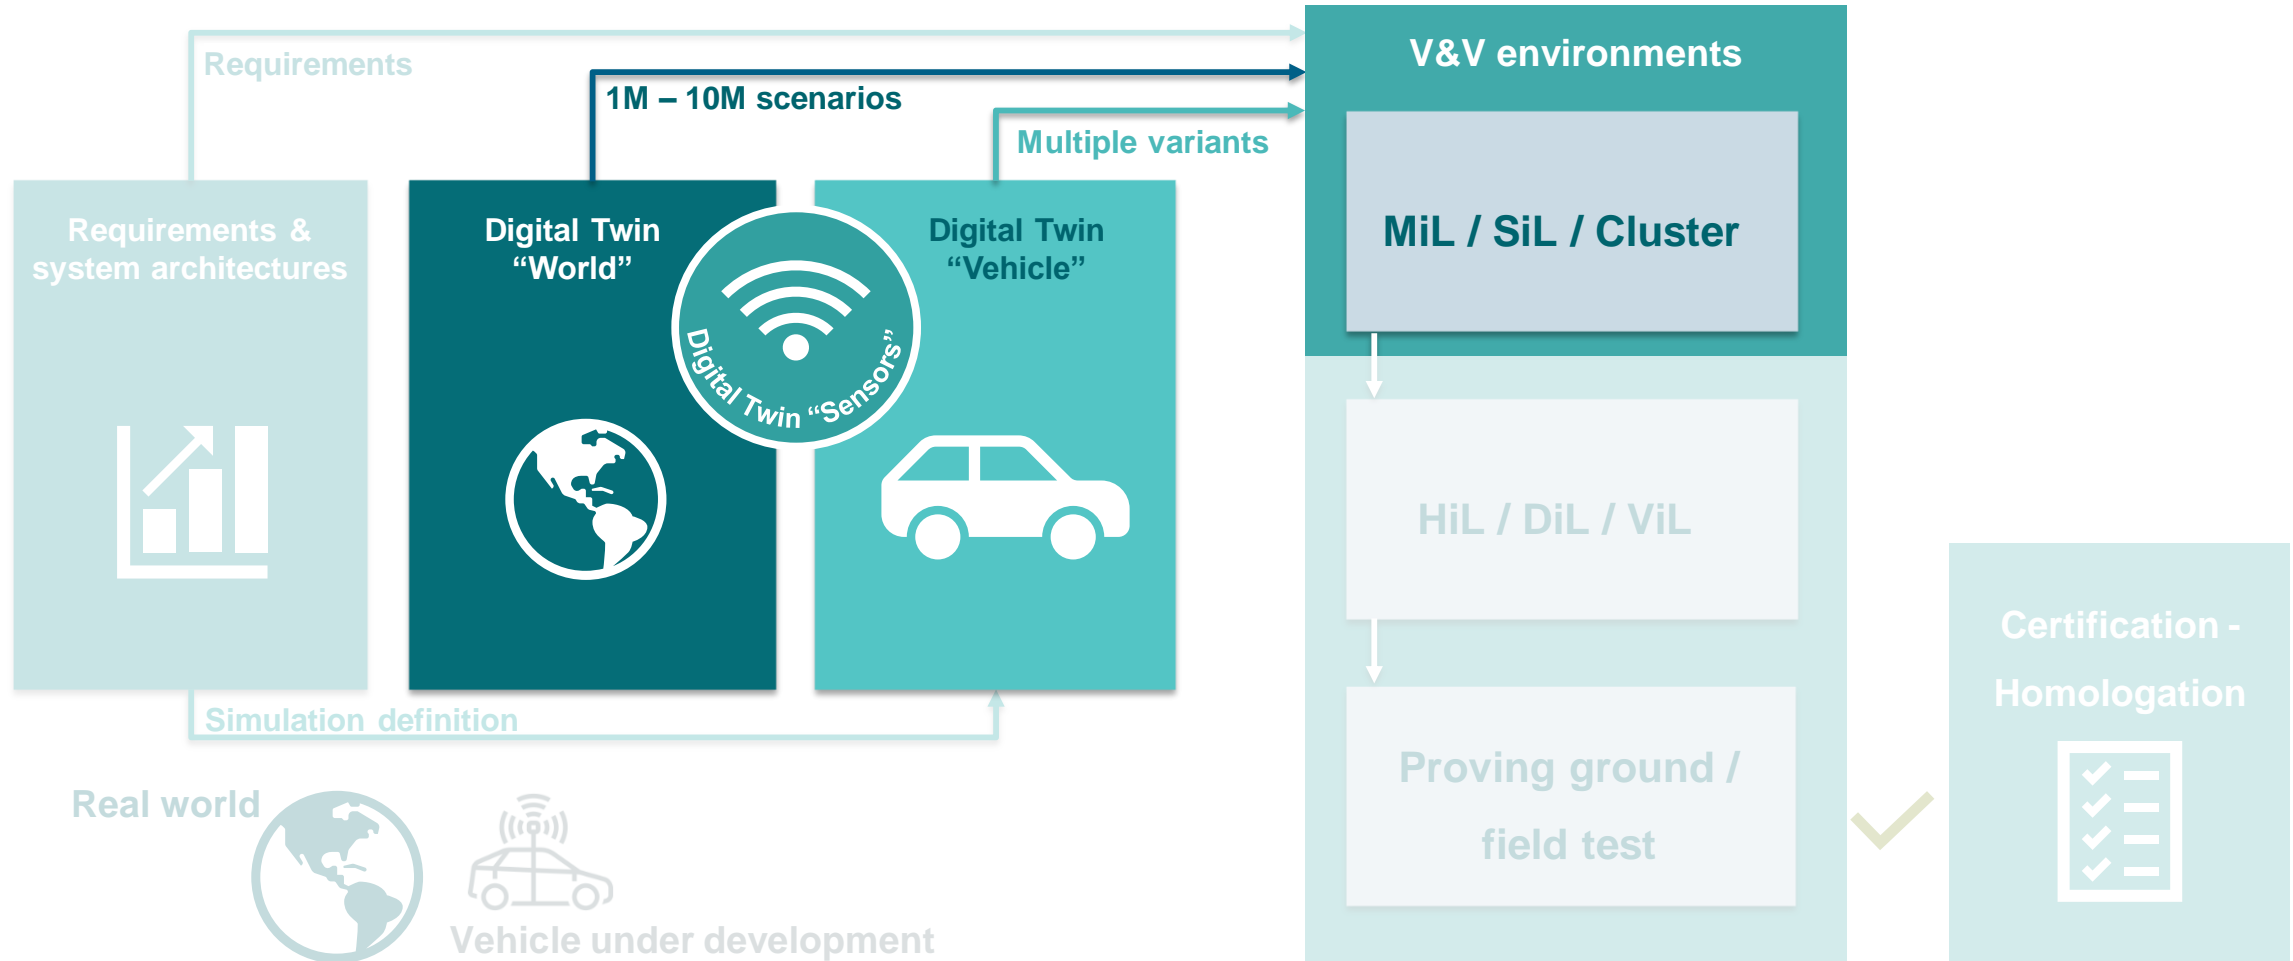 Requirements
1M – 10M scenarios
Multiple variants
Requirements &
system architectures
Digital Twin
“World”
Digital Twin “Sensors”
Digital Twin
“Vehicle”
Simulation definition
Real world
Vehicle under development
V&V environments
MiL / SiL / Cluster
HiL / DiL / ViL
Proving ground /
field test
Certification -
Homologation